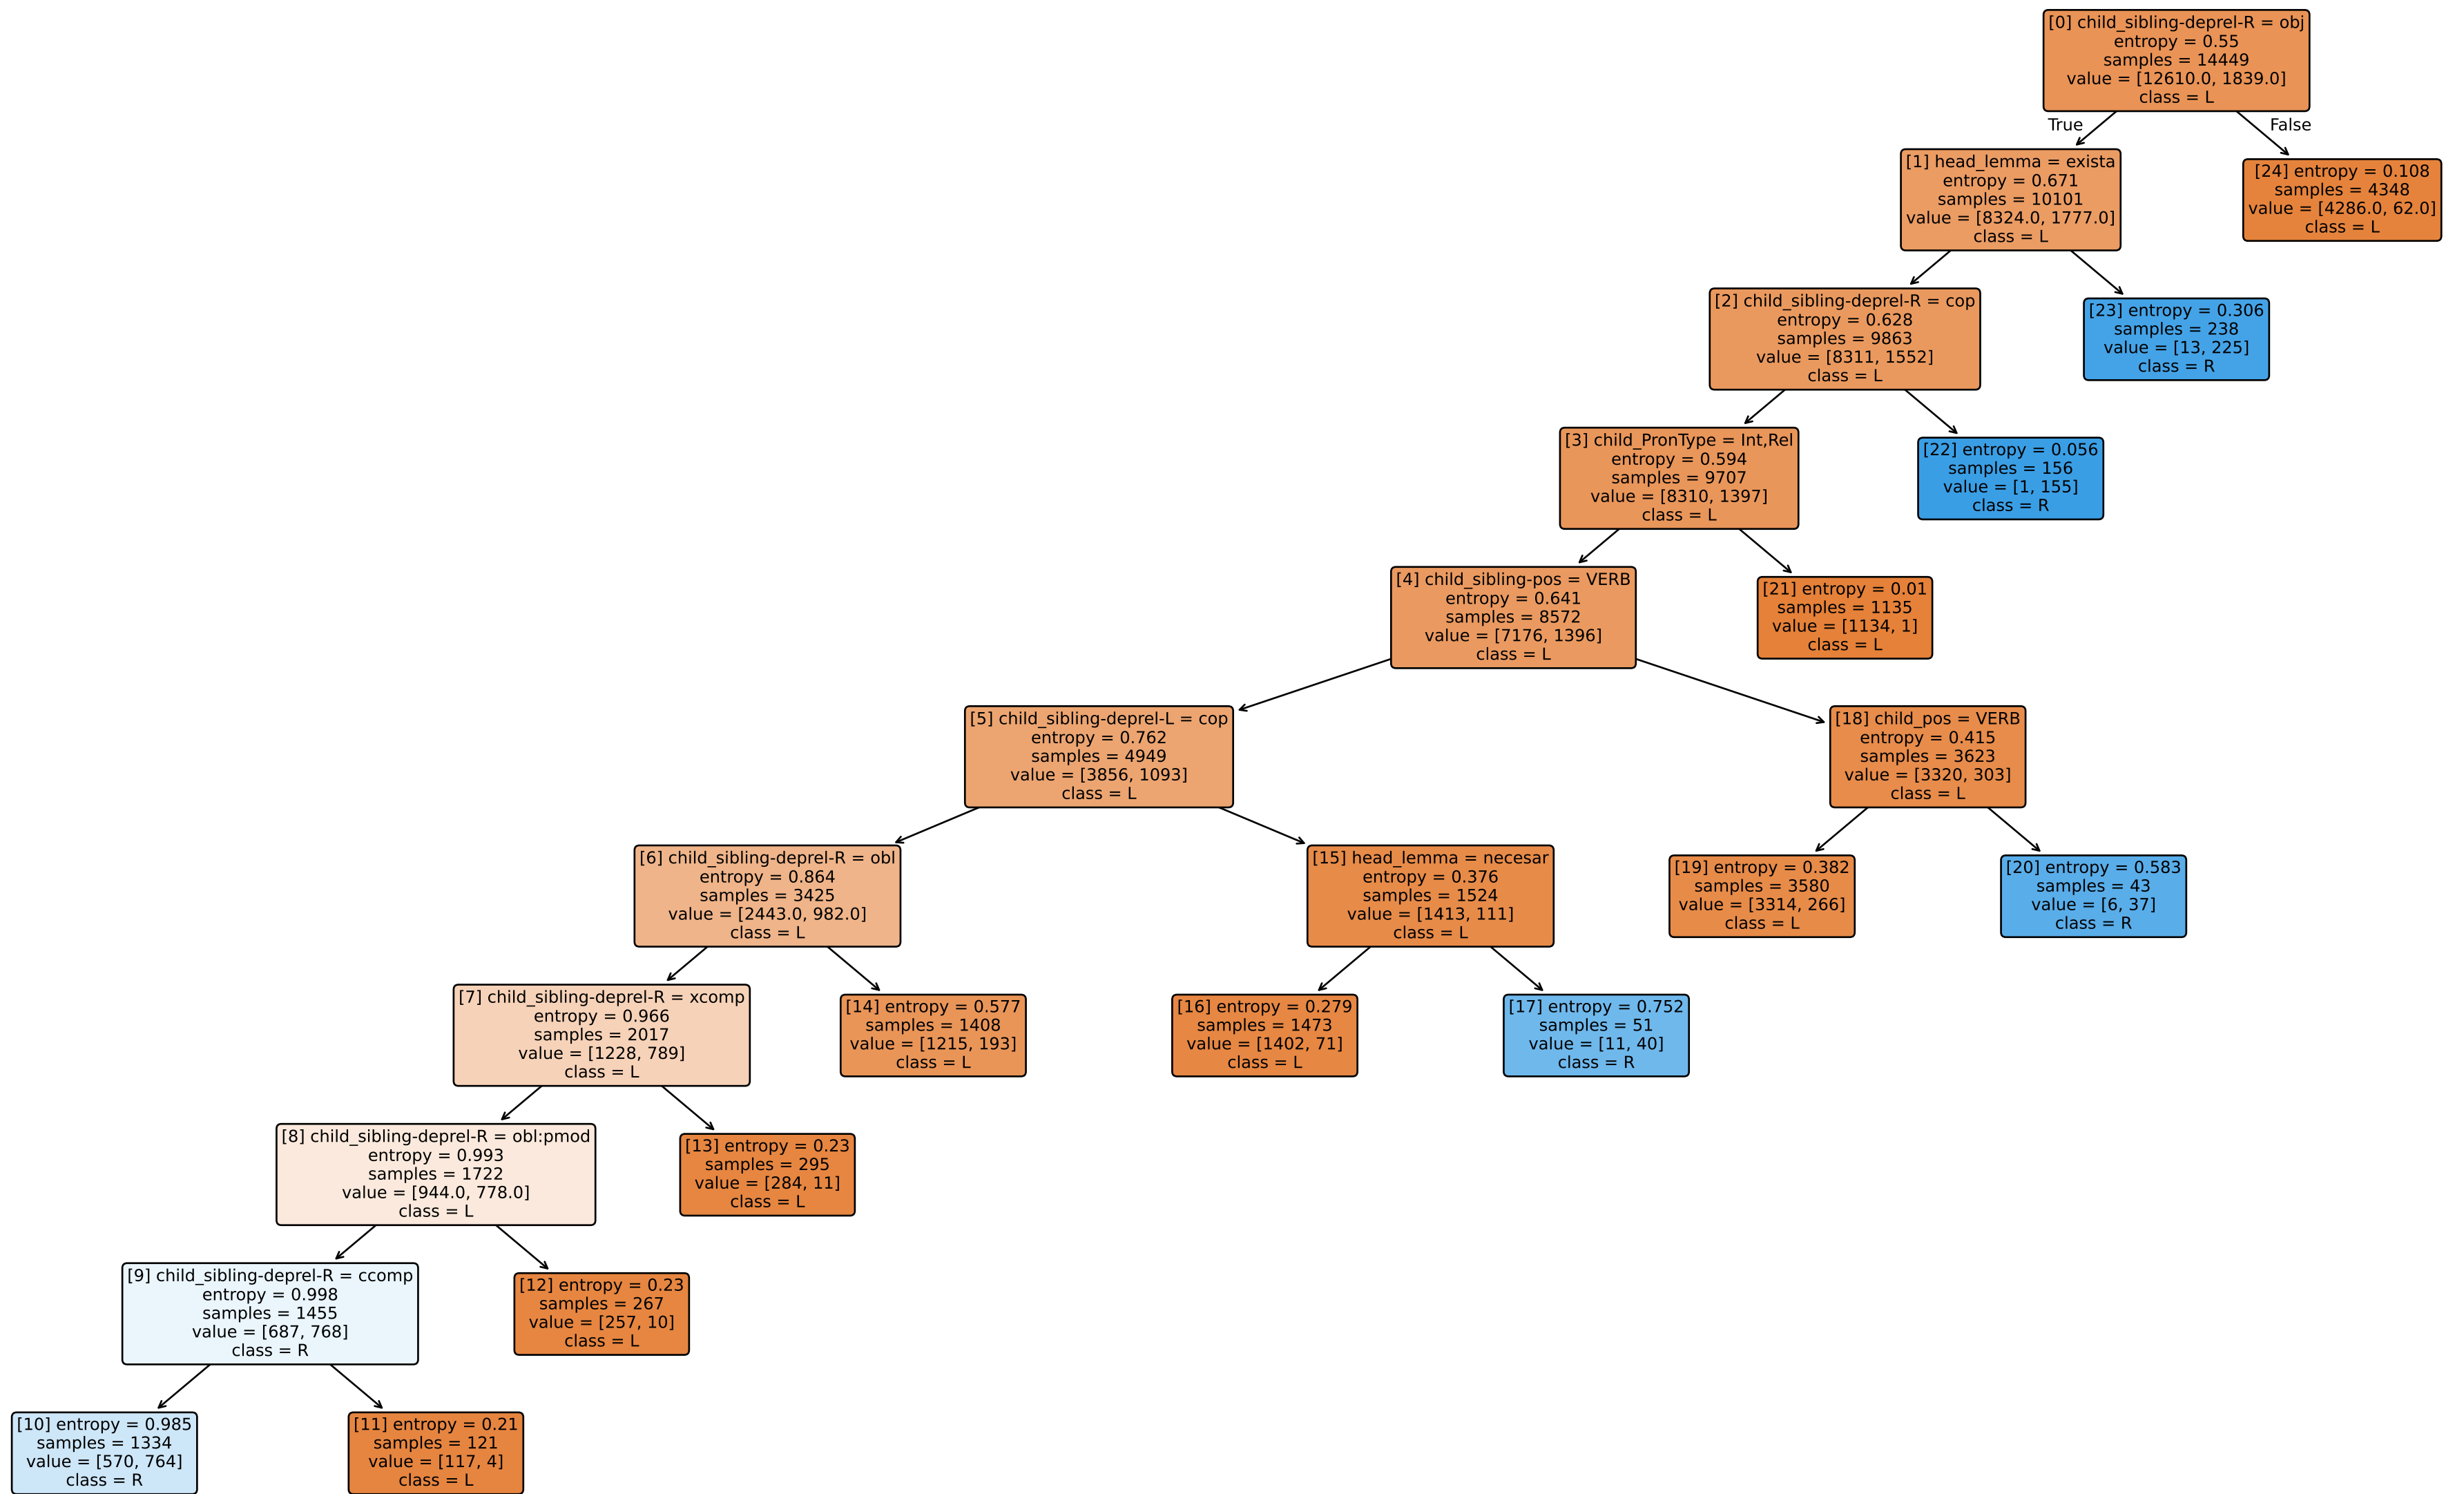 [0] child_sibling-deprel-R = obj
entropy = 0.55
samples = 14449
value = [12610.0, 1839.0]
class = L
True
False
[1] head_lemma = exista
entropy = 0.671
samples = 10101
value = [8324.0, 1777.0]
class = L
[24] entropy = 0.108
samples = 4348
value = [4286.0, 62.0]
class = L
[2] child_sibling-deprel-R = cop
entropy = 0.628
samples = 9863
value = [8311, 1552]
class = L
[23] entropy = 0.306
samples = 238
value = [13, 225]
class = R
[3] child_PronType = Int,Rel
entropy = 0.594
samples = 9707
value = [8310, 1397]
class = L
[22] entropy = 0.056
samples = 156
value = [1, 155]
class = R
[4] child_sibling-pos = VERB
entropy = 0.641
samples = 8572
value = [7176, 1396]
class = L
[21] entropy = 0.01
samples = 1135
value = [1134, 1]
class = L
[5] child_sibling-deprel-L = cop
entropy = 0.762
samples = 4949
value = [3856, 1093]
class = L
[18] child_pos = VERB
entropy = 0.415
samples = 3623
value = [3320, 303]
class = L
[6] child_sibling-deprel-R = obl
entropy = 0.864
samples = 3425
value = [2443.0, 982.0]
class = L
[15] head_lemma = necesar
entropy = 0.376
samples = 1524
value = [1413, 111]
class = L
[19] entropy = 0.382
samples = 3580
value = [3314, 266]
class = L
[20] entropy = 0.583
samples = 43
value = [6, 37]
class = R
[7] child_sibling-deprel-R = xcomp
entropy = 0.966
samples = 2017
value = [1228, 789]
class = L
[14] entropy = 0.577
samples = 1408
value = [1215, 193]
class = L
[16] entropy = 0.279
samples = 1473
value = [1402, 71]
class = L
[17] entropy = 0.752
samples = 51
value = [11, 40]
class = R
[8] child_sibling-deprel-R = obl:pmod
entropy = 0.993
samples = 1722
value = [944.0, 778.0]
class = L
[13] entropy = 0.23
samples = 295
value = [284, 11]
class = L
[9] child_sibling-deprel-R = ccomp
entropy = 0.998
samples = 1455
value = [687, 768]
class = R
[12] entropy = 0.23
samples = 267
value = [257, 10]
class = L
[10] entropy = 0.985
samples = 1334
value = [570, 764]
class = R
[11] entropy = 0.21
samples = 121
value = [117, 4]
class = L